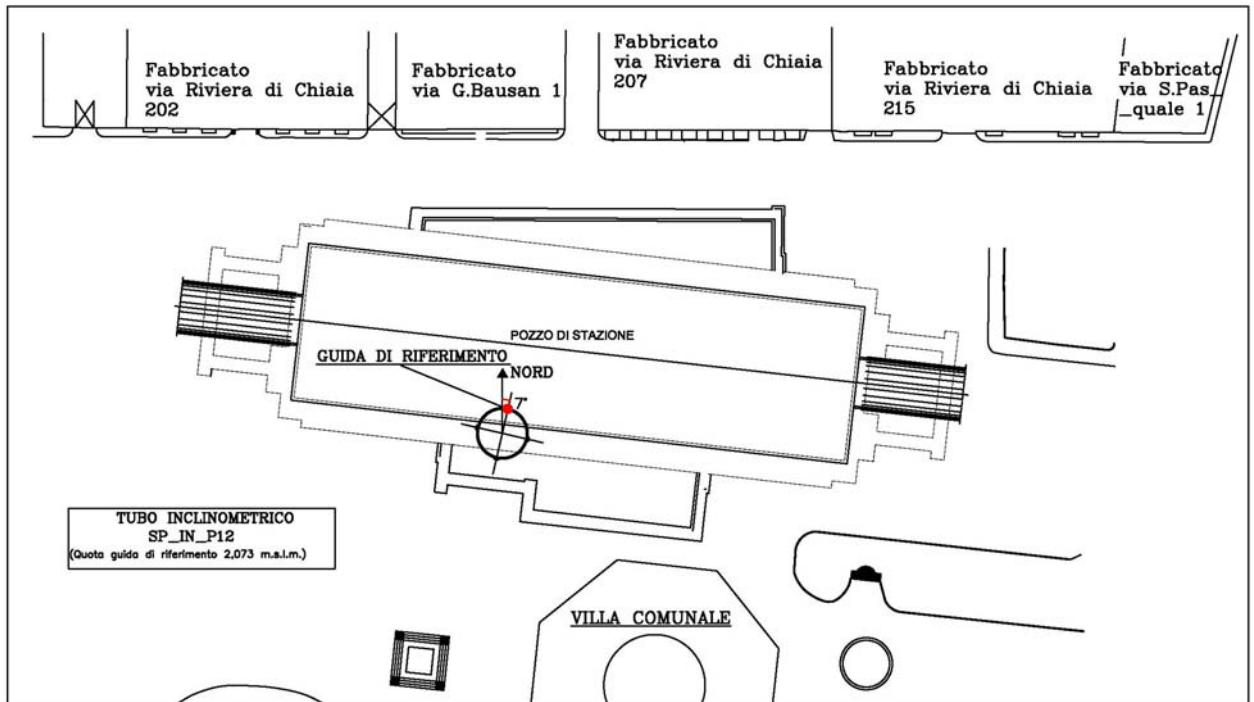 Fabbricato
via Riviera di Chiaia
202
Fabbricato
via G.Bausan 1
Fabbricato
via Riviera di Chiaia
207
Fabbricato
via Riviera di Chiaia
215
Fabbricato
via S.Pas_
_quale 1
POZZO DI STAZIONE
GUIDA DI RIFERIMENTO
NORD
7°
TUBO INCLINOMETRICO
SP_IN_P12
(Quota guida di riferimento 2,073 m.s.l.m.)
VILLA COMUNALE